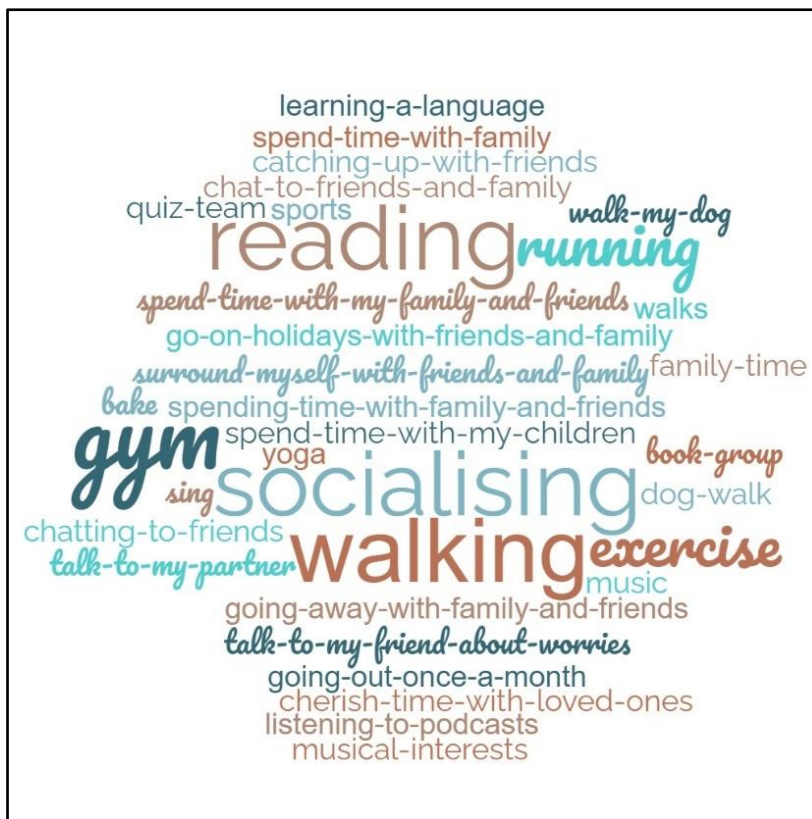 learning-a-language
spend-time-with-family
catching-up-with-friends
chat-to-friends-and-family
quiz-team sports walk-my-dog
reading running
spend-time-with-my-family-and-friends walks
go-on-holidays-with-friends-and-family
surround-myself-with-friends-and-family family-time
bake spending-time-with-family-and-friends
gym spend-time-with-my-children
yoga book-group
sing socialising dog-walk
chatting-to-friends walking exercise
talk-to-my-partner music
going-away-with-family-and-friends
talk-to-my-friend-about-worries
going-out-once-a-month
cherish-time-with-loved-ones
listening-to-podcasts
musical-interests